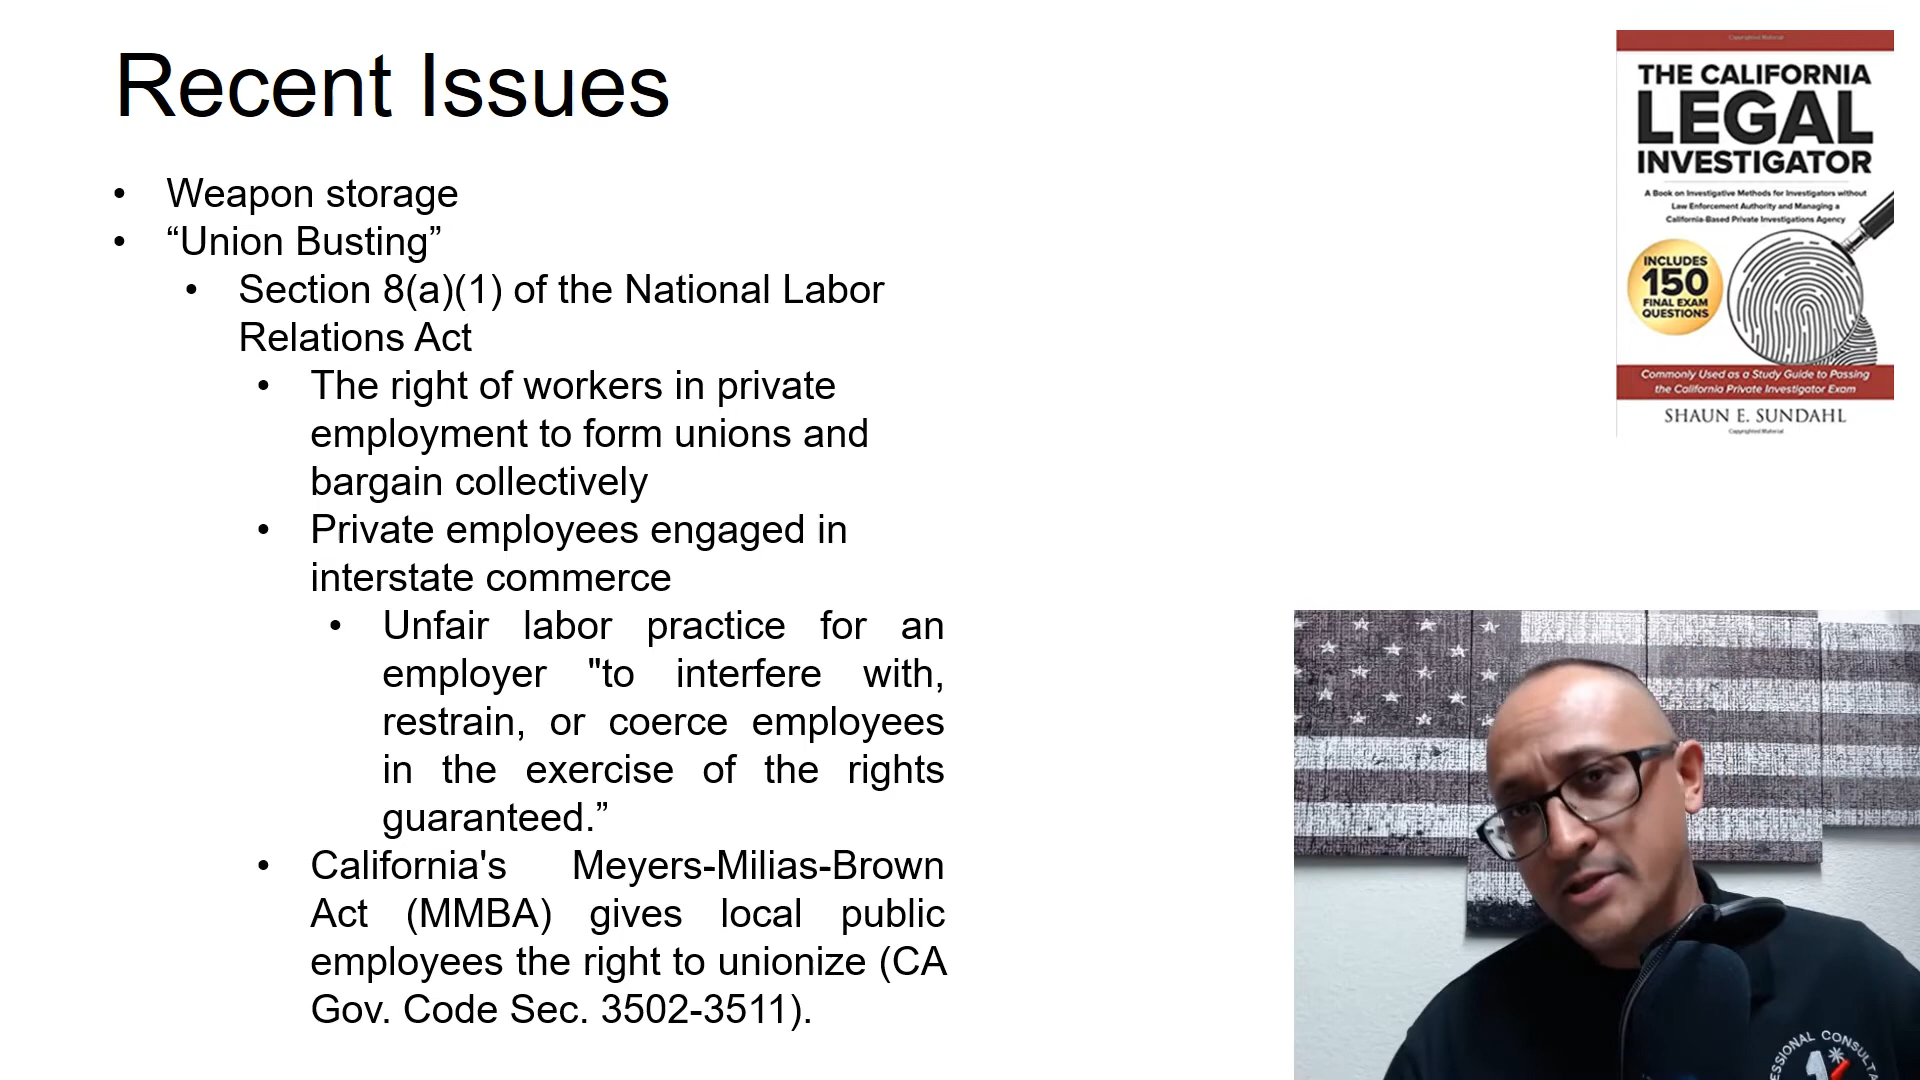 Recent Issues
• Weapon storage
• “Union Busting”
• Section 8(a)(1) of the National Labor
Relations Act
• The right of workers in private
employment to form unions and
bargain collectively
• Private employees engaged in
interstate commerce
• Unfair labor practice for an
employer "to interfere with,
restrain, or coerce employees
in the exercise of the rights
guaranteed.”
• California's Meyers-Milias-Brown
Act (MMBA) gives local public
employees the right to unionize (CA
Gov. Code Sec. 3502-3511).
Copyrighted Material
THE CALIFORNIA
LEGAL
INVESTIGATOR
A Book on Investigative Methods for Investigators without
Law Enforcement Authority and Managing a
California-Based Private Investigations Agency
INCLUDES
150
FINAL EXAM
QUESTIONS
Commonly Used as a Study Guide to Passing
the California Private Investigator Exam
SHAUN E. SUNDAHL
Copyrighted Material